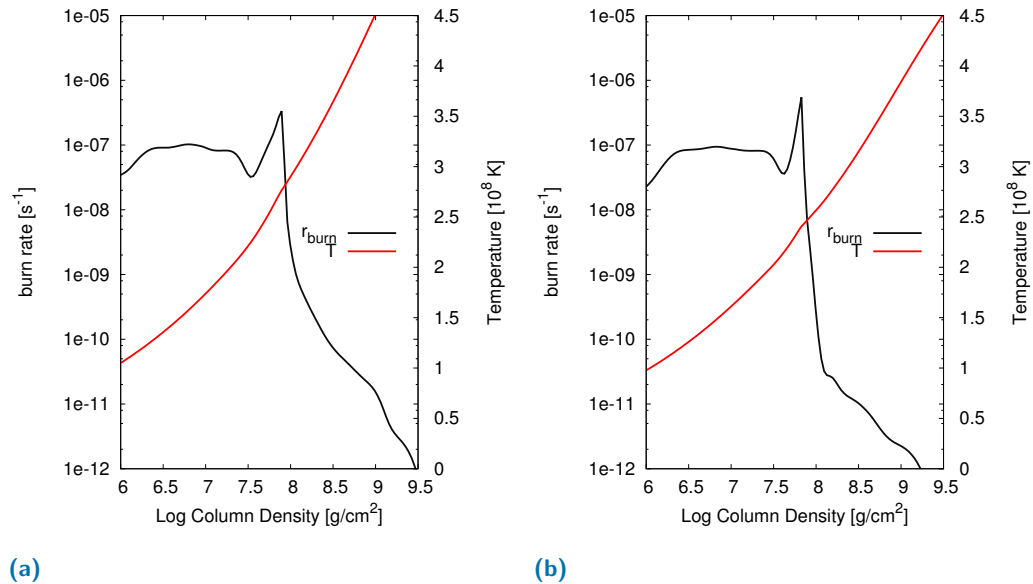 1e-05
1e-06
1e-07
1e-08
1e-09
1e-10
1e-11
1e-12
burn rate [s-1]
4.5
4
3.5
3
2.5
2
1.5
1
0.5
0
Temperature [10^8 K]
r_burn
T
6 6.5 7 7.5 8 8.5 9 9.5
Log Column Density [g/cm^2]
(a)
1e-05
1e-06
1e-07
1e-08
1e-09
1e-10
1e-11
1e-12
burn rate [s-1]
4.5
4
3.5
3
2.5
2
1.5
1
0.5
0
Temperature [10^8 K]
r_burn
T
6 6.5 7 7.5 8 8.5 9 9.5
Log Column Density [g/cm^2]
(b)